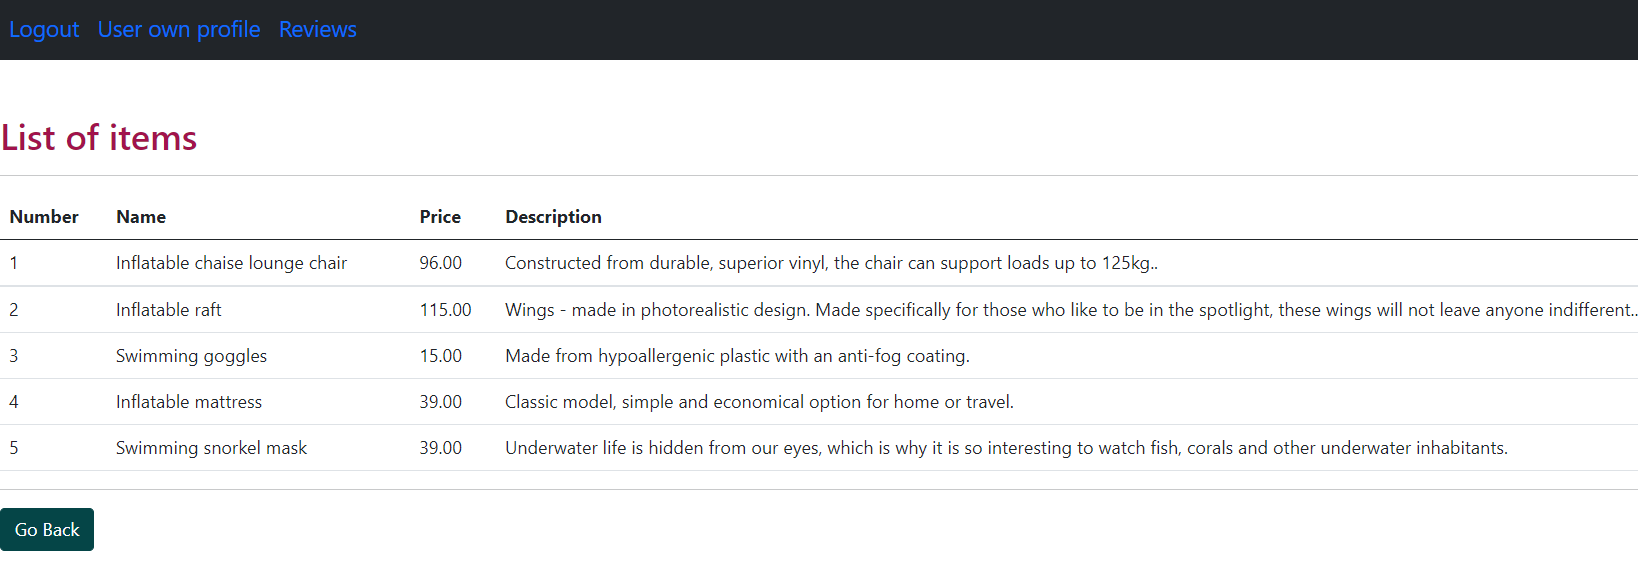 Logout User own profile Reviews
List of items
Number Name Price Description
1 Inflatable chaise lounge chair 96.00 Constructed from durable, superior vinyl, the chair can support loads up to 125kg..
2 Inflatable raft 115.00 Wings - made in photorealistic design. Made specifically for those who like to be in the spotlight, these wings will not leave anyone indifferent..
3 Swimming goggles 15.00 Made from hypoallergenic plastic with an anti-fog coating.
4 Inflatable mattress 39.00 Classic model, simple and economical option for home or travel.
5 Swimming snorkel mask 39.00 Underwater life is hidden from our eyes, which is why it is so interesting to watch fish, corals and other underwater inhabitants.
Go Back